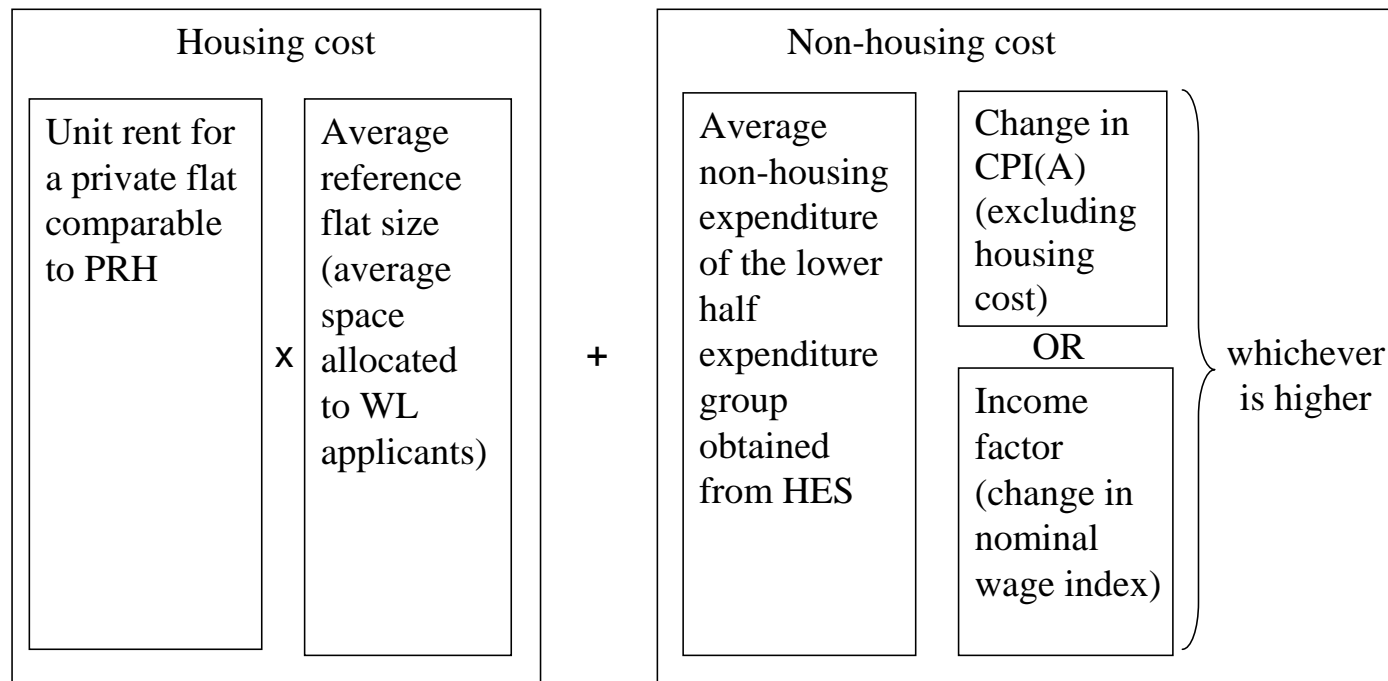 Housing cost
Unit rent for
a private flat
comparable
to PRH
x
Average
reference
flat size
(average
space
allocated
to WL
applicants)
+
Non-housing cost
Average
non-housing
expenditure
of the lower
half
expenditure
group
obtained
from HES
Change in
CPI(A)
(excluding
housing
cost)
OR
Income
factor
(change in
nominal
wage index)
whichever
is higher